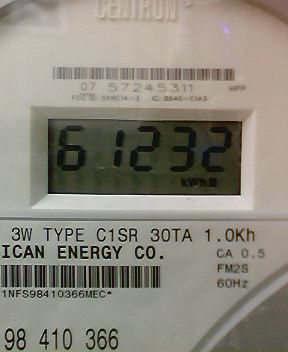 CENTRON
07 57245311
61232
kWh
3W TYPE C1SR 30TA 1.0Kh
ICAN ENERGY CO.
CA 0.5
FM2S
60Hz
1NFS98410366MEC*
98 410 366